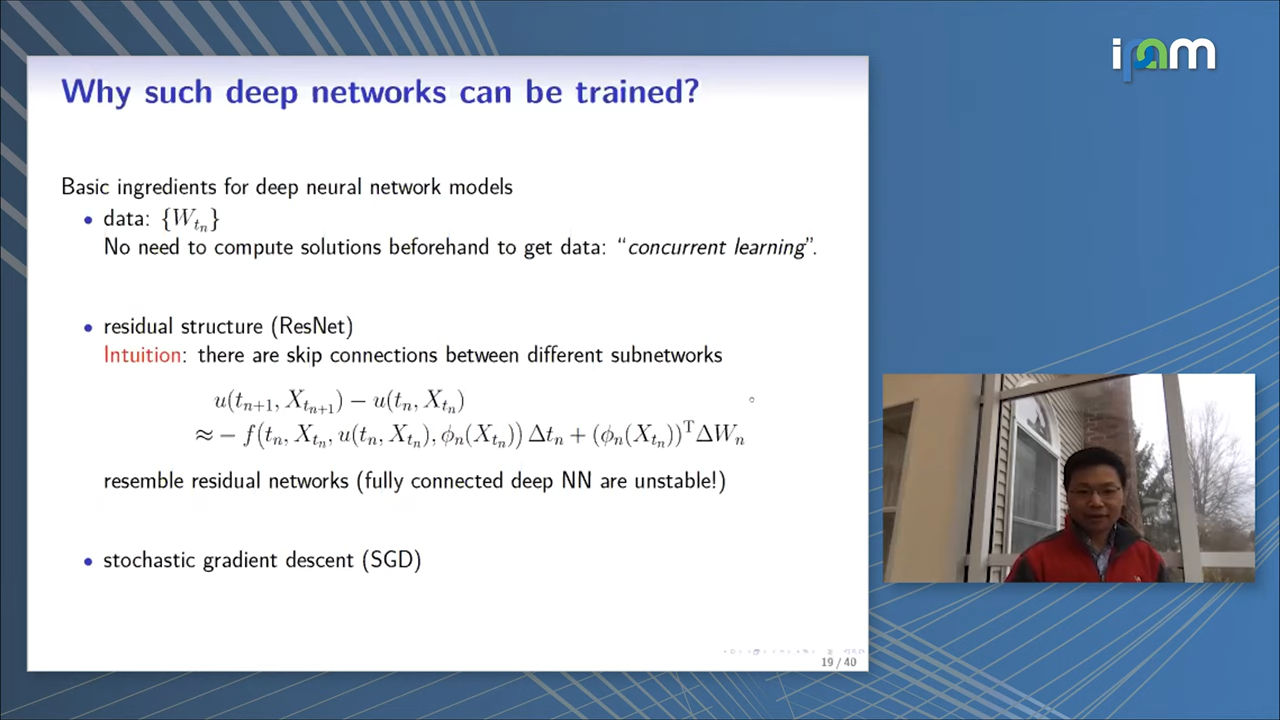 ipam
Why such deep networks can be trained?
Basic ingredients for deep neural network models
• data: {W_{t_n}}
No need to compute solutions beforehand to get data: “concurrent learning”.
• residual structure (ResNet)
Intuition: there are skip connections between different subnetworks
u(t_{n+1}, X_{t_{n+1}}) − u(t_n, X_{t_n})
≈ − f(t_n, X_{t_n}, u(t_n, X_{t_n}), ϕ_n(X_{t_n})) Δt_n + (ϕ_n(X_{t_n}))^T ΔW_n
resemble residual networks (fully connected deep NN are unstable!)
• stochastic gradient descent (SGD)
19 / 40